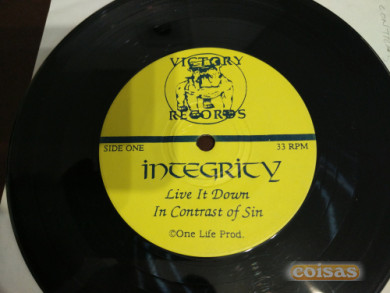 VICTORY
RECORDS
SIDE ONE
33 RPM
INTEGRITY
Live It Down
In Contrast of Sin
©One Life Prod.
coisas